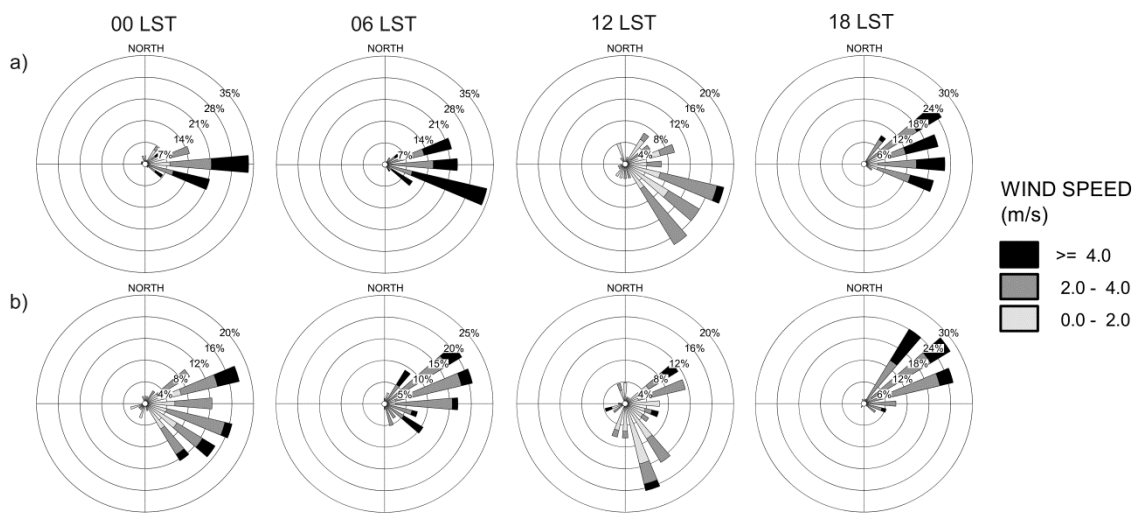 00 LST 06 LST 12 LST 18 LST
a)
NORTH NORTH NORTH NORTH
35% 35% 20% 30%
28% 28% 16% 24%
21% 21% 12% 18%
14% 14% 8% 12%
7% 7% 4% 6%
WIND SPEED
(m/s)
>= 4.0
2.0 - 4.0
0.0 - 2.0
b)
NORTH NORTH NORTH NORTH
20% 25% 20% 30%
16% 20% 16% 24%
12% 15% 12% 18%
8% 10% 8% 12%
4% 5% 4% 6%